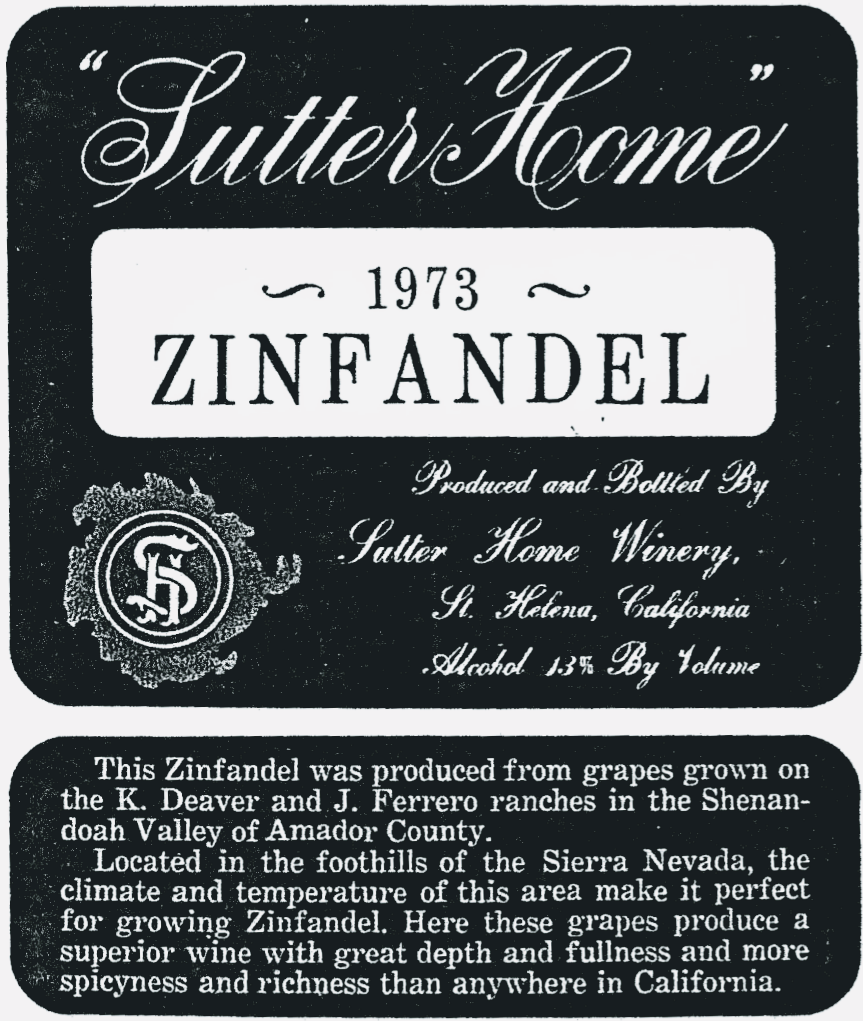 “Sutter Home”
1973
ZINFANDEL
Produced and Bottled By
Sutter Home Winery,
St. Helena, California
Alcohol 13% By Volume
SH
This Zinfandel was produced from grapes grown on
the K. Deaver and J. Ferrero ranches in the Shenan-
doah Valley of Amador County.
Located in the foothills of the Sierra Nevada, the
climate and temperature of this area make it perfect
for growing Zinfandel. Here these grapes produce a
superior wine with great depth and fullness and more
spicyness and richness than anywhere in California.